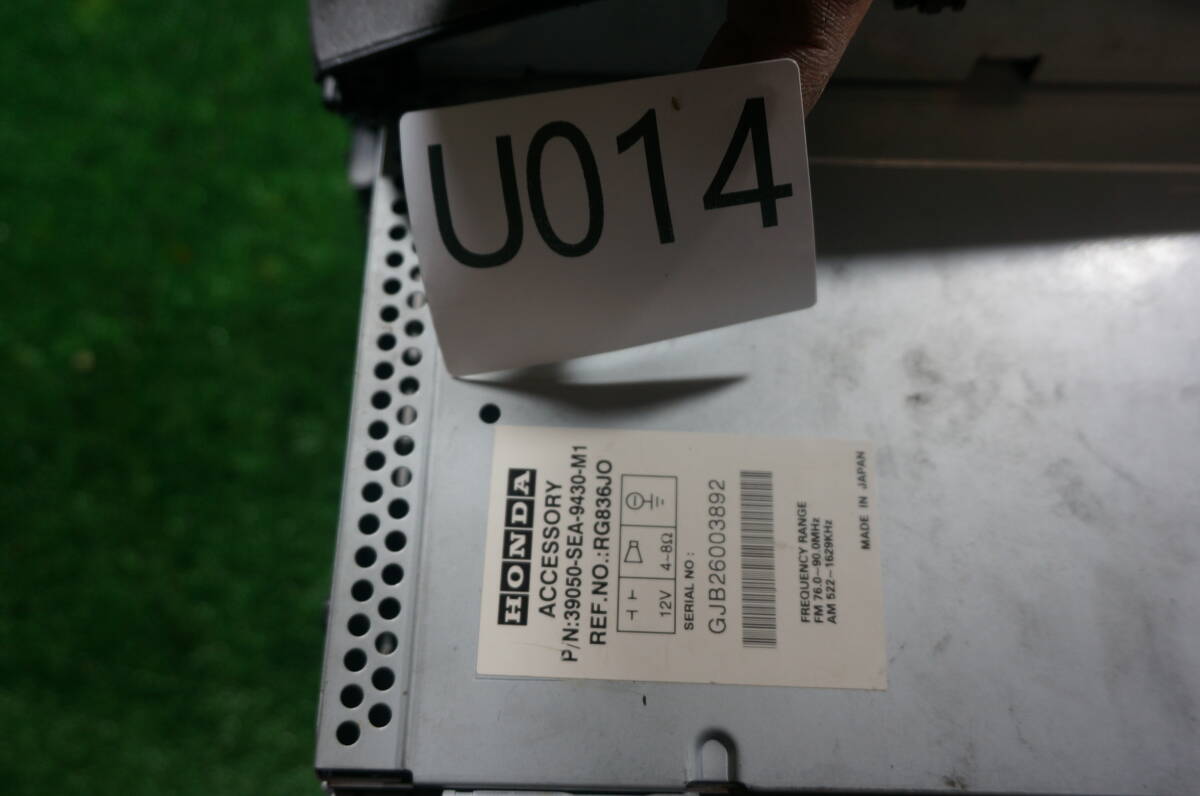 U014
HONDA
ACCESSORY
P/N:39050-SEA-9430-M1
REF.NO.:RG836JO
12V 4~8Ω
SERIAL NO :
GJB26003892
FREQUENCY RANGE
FM 76.0~90.0MHz
AM 522~1629KHz
MADE IN JAPAN